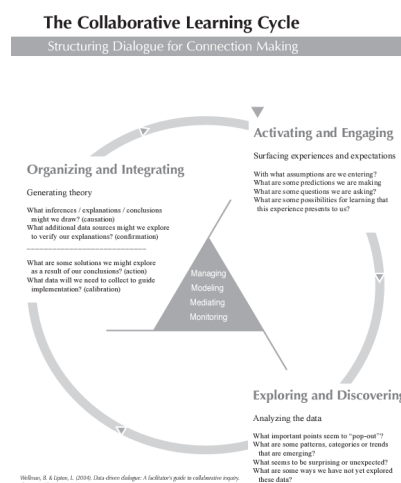 The Collaborative Learning Cycle
Structuring Dialogue for Connection Making
Activating and Engaging
Surfacing experiences and expectations
With what assumptions are we entering?
What are some predictions we are making
What are some questions we are asking?
What are some possibilities for learning that
this experience presents to us?
Organizing and Integrating
Generating theory
What inferences / explanations / conclusions
might we draw? (causation)
What additional data sources might we explore
to verify our explanations? (confirmation)
What are some solutions we might explore
as a result of our conclusions? (action)
What data will we need to collect to guide
implementation? (calibration)
Managing
Modeling
Mediating
Monitoring
Exploring and Discovering
Analyzing the data
What important points seem to “pop-out”?
What are some patterns, categories or trends
that are emerging?
What seems to be surprising or unexpected?
What are some ways we have not yet explored
these data?
Wellman, B. & Lipton, L. (2004). Data driven dialogue: A facilitator's guide to collaborative inquiry.